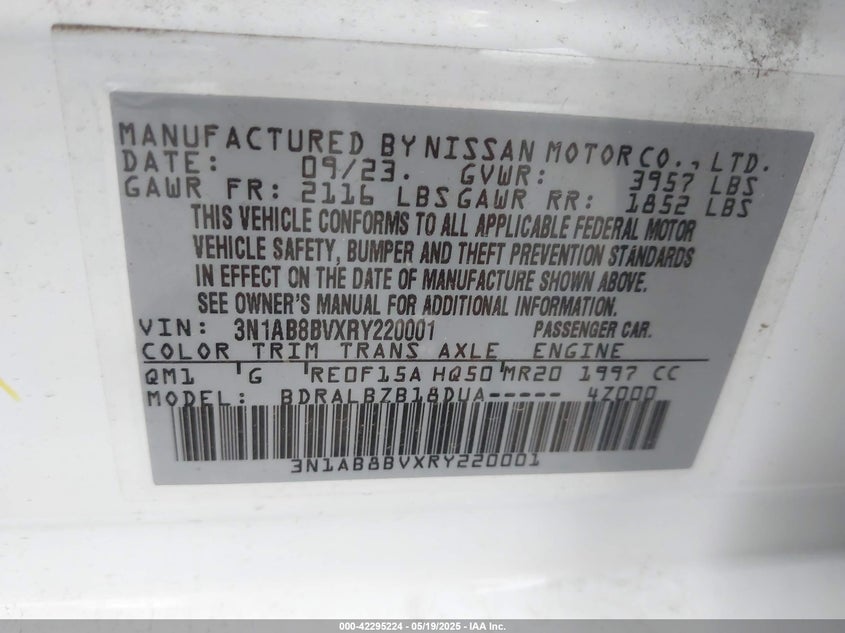 MANUFACTURED BY NISSAN MOTOR CO., LTD.
DATE: 09/23. GVWR: 3957 LBS
GAWR FR: 2116 LBS GAWR RR: 1852 LBS
THIS VEHICLE CONFORMS TO ALL APPLICABLE FEDERAL MOTOR
VEHICLE SAFETY, BUMPER AND THEFT PREVENTION STANDARDS
IN EFFECT ON THE DATE OF MANUFACTURE SHOWN ABOVE.
SEE OWNER'S MANUAL FOR ADDITIONAL INFORMATION.
VIN: 3N1AB8BVXRY220001 PASSENGER CAR.
COLOR TRIM TRANS AXLE ENGINE
QM1 'G 'RE0F15A HQ50'MR20 1997 CC
MODEL: BDRALBZB18DUA----- 4Z000
3N1AB8BVXRY220001
000-42295224 - 05/19/2025 - IAA Inc.